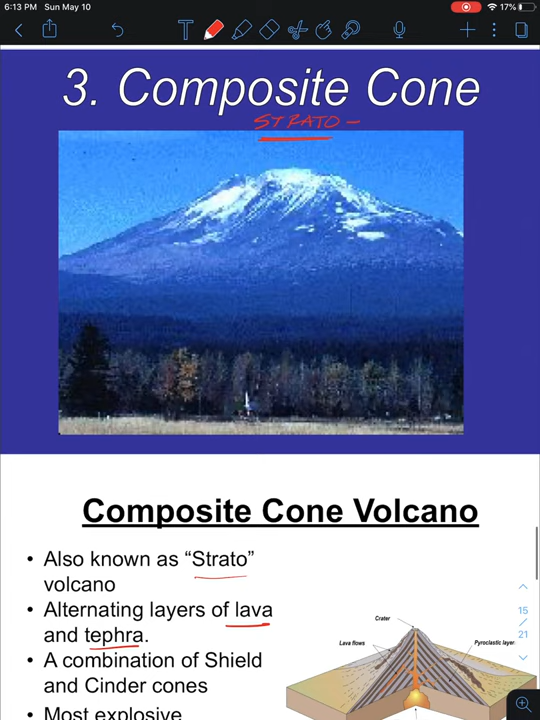 6:13 PM Sun May 10
17%
3. Composite Cone
STRATO –
Composite Cone Volcano
• Also known as “Strato”
volcano
• Alternating layers of lava
and tephra.
• A combination of Shield
and Cinder cones
• Most explosive
Crater
Lava flows
Pyroclastic layer
15
/
21